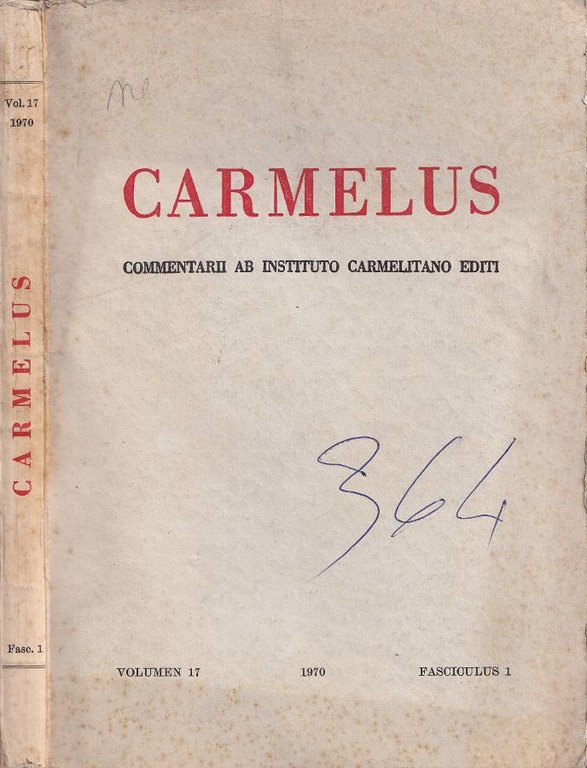 Vol. 17
1970
CARMELUS
Fasc. 1
CARMELUS
COMMENTARII AB INSTITUTO CARMELITANO EDITI
364
VOLUMEN 17 1970 FASCICULUS 1